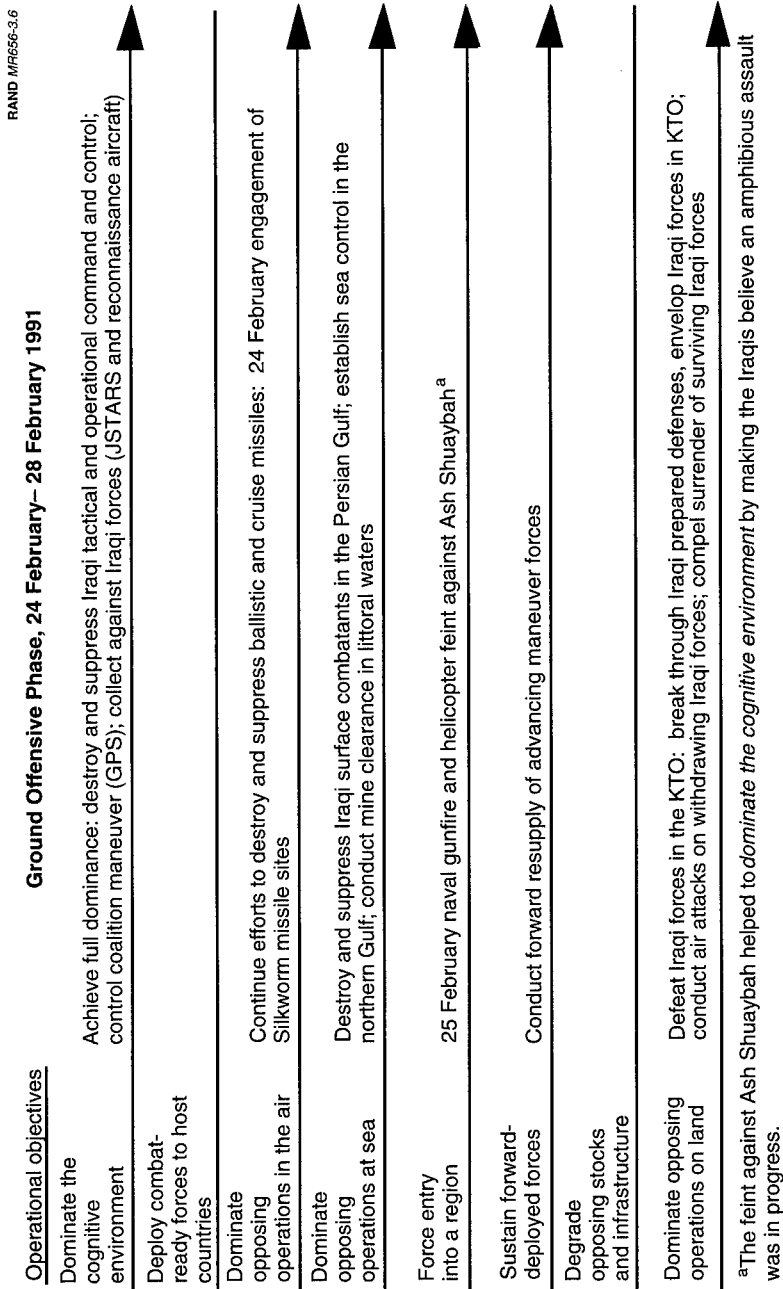 RAND MR656-3.6
Ground Offensive Phase, 24 February– 28 February 1991
Operational objectives
Dominate the
cognitive
environment
Achieve full dominance: destroy and suppress Iraqi tactical and operational command and control;
control coalition maneuver (GPS); collect against Iraqi forces (JSTARS and reconnaissance aircraft)
Deploy combat-
ready forces to host
countries
Dominate
opposing
operations in the air
Continue efforts to destroy and suppress ballistic and cruise missiles: 24 February engagement of
Silkworm missile sites
Dominate
opposing
operations at sea
Destroy and suppress Iraqi surface combatants in the Persian Gulf; establish sea control in the
northern Gulf; conduct mine clearance in littoral waters
Force entry
into a region
25 February naval gunfire and helicopter feint against Ash Shuaybahᵃ
Sustain forward-
deployed forces
Conduct forward resupply of advancing maneuver forces
Degrade
opposing stocks
and infrastructure
Dominate opposing
operations on land
Defeat Iraqi forces in the KTO: break through Iraqi prepared defenses, envelop Iraqi forces in KTO;
conduct air attacks on withdrawing Iraqi forces; compel surrender of surviving Iraqi forces
ᵃThe feint against Ash Shuaybah helped to dominate the cognitive environment by making the Iraqis believe an amphibious assault
was in progress.